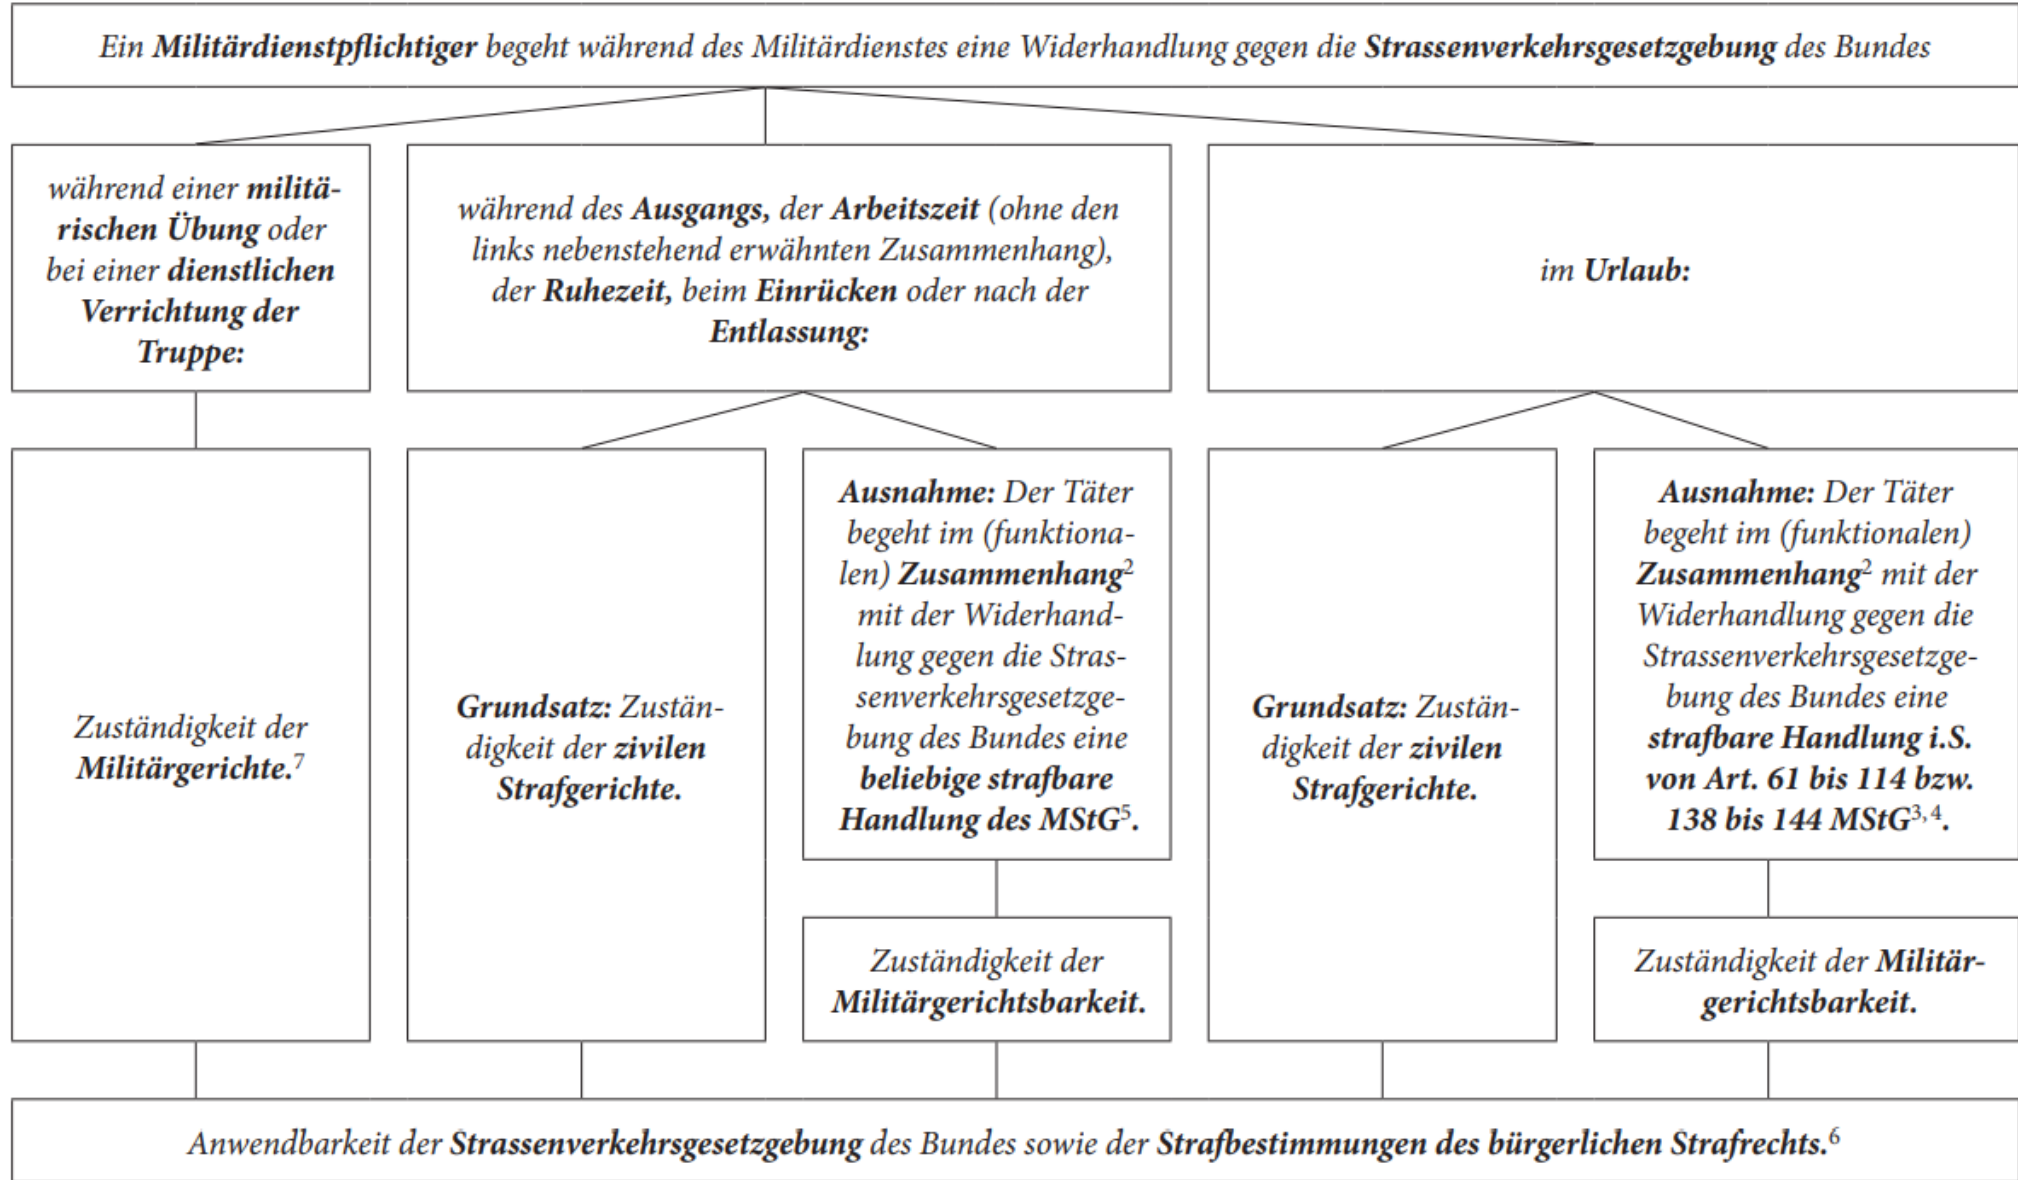 Ein Militärdienstpflichtiger begeht während des Militärdienstes eine Widerhandlung gegen die Strassenverkehrsgesetzgebung des Bundes
während einer militä-
rischen Übung oder
bei einer dienstlichen
Verrichtung der
Truppe:
während des Ausgangs, der Arbeitszeit (ohne den
links nebenstehend erwähnten Zusammenhang),
der Ruhezeit, beim Einrücken oder nach der
Entlassung:
im Urlaub:
Zuständigkeit der
Militärgerichte.⁷
Grundsatz: Zustän-
digkeit der zivilen
Strafgerichte.
Ausnahme: Der Täter
begeht im (funktiona-
len) Zusammenhang²
mit der Widerhand-
lung gegen die Stras-
senverkehrsgesetzge-
bung des Bundes eine
beliebige strafbare
Handlung des MStG⁵.
Zuständigkeit der
Militärgerichtsbarkeit.
Grundsatz: Zustän-
digkeit der zivilen
Strafgerichte.
Ausnahme: Der Täter
begeht im (funktionalen)
Zusammenhang² mit der
Widerhandlung gegen die
Strassenverkehrsgesetzge-
bung des Bundes eine
strafbare Handlung i.S.
von Art. 61 bis 114 bzw.
138 bis 144 MStG³,⁴.
Zuständigkeit der Militär-
gerichtsbarkeit.
Anwendbarkeit der Strassenverkehrsgesetzgebung des Bundes sowie der Strafbestimmungen des bürgerlichen Strafrechts.⁶